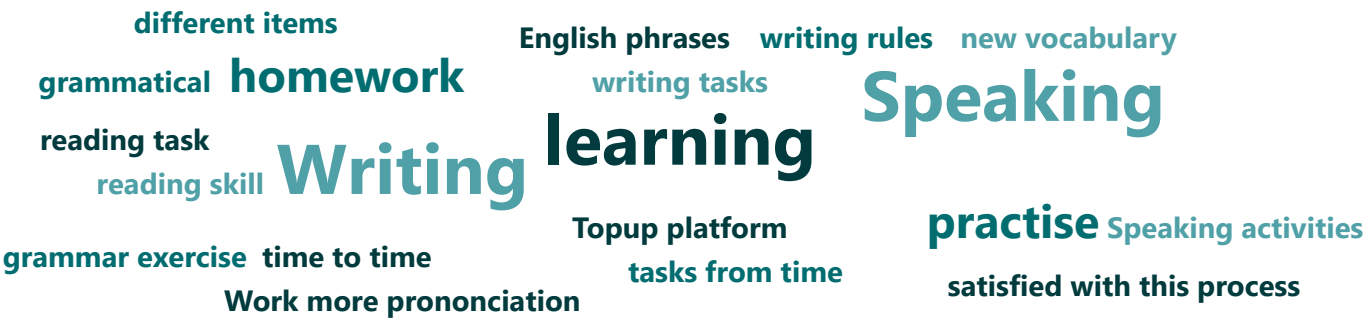 different items
English phrases writing rules new vocabulary
grammatical homework
writing tasks
Speaking
reading task
learning
reading skill Writing
Topup platform
practise Speaking activities
grammar exercise time to time
tasks from time
satisfied with this process
Work more prononciation